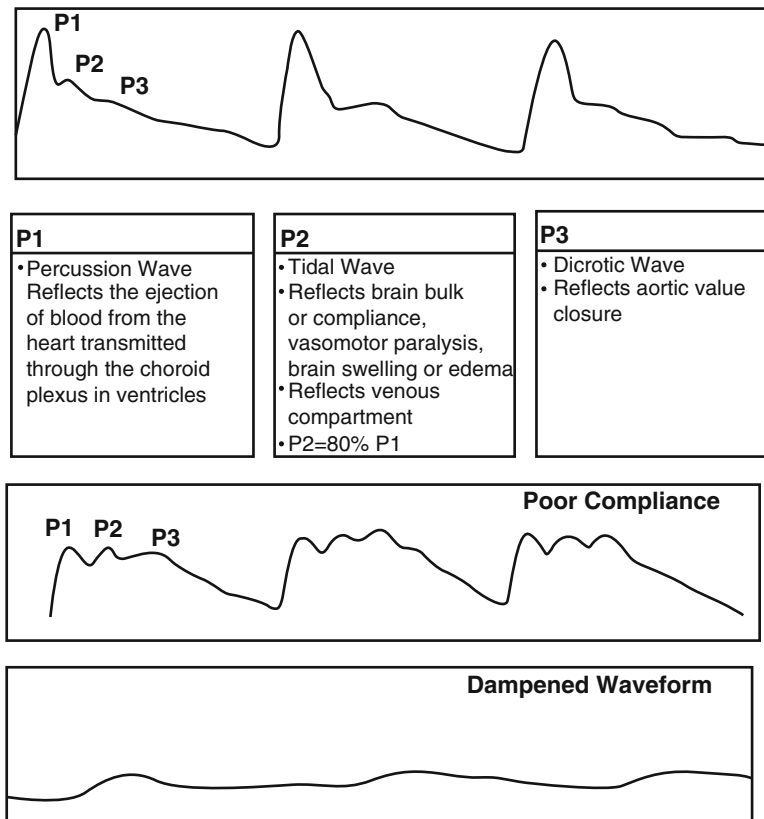 P1
P2
P3
P1
• Percussion Wave
Reflects the ejection
of blood from the
heart transmitted
through the choroid
plexus in ventricles
P2
• Tidal Wave
• Reflects brain bulk
or compliance,
vasomotor paralysis,
brain swelling or edema
• Reflects venous
compartment
• P2=80% P1
P3
• Dicrotic Wave
• Reflects aortic value
closure
Poor Compliance
P1 P2 P3
Dampened Waveform